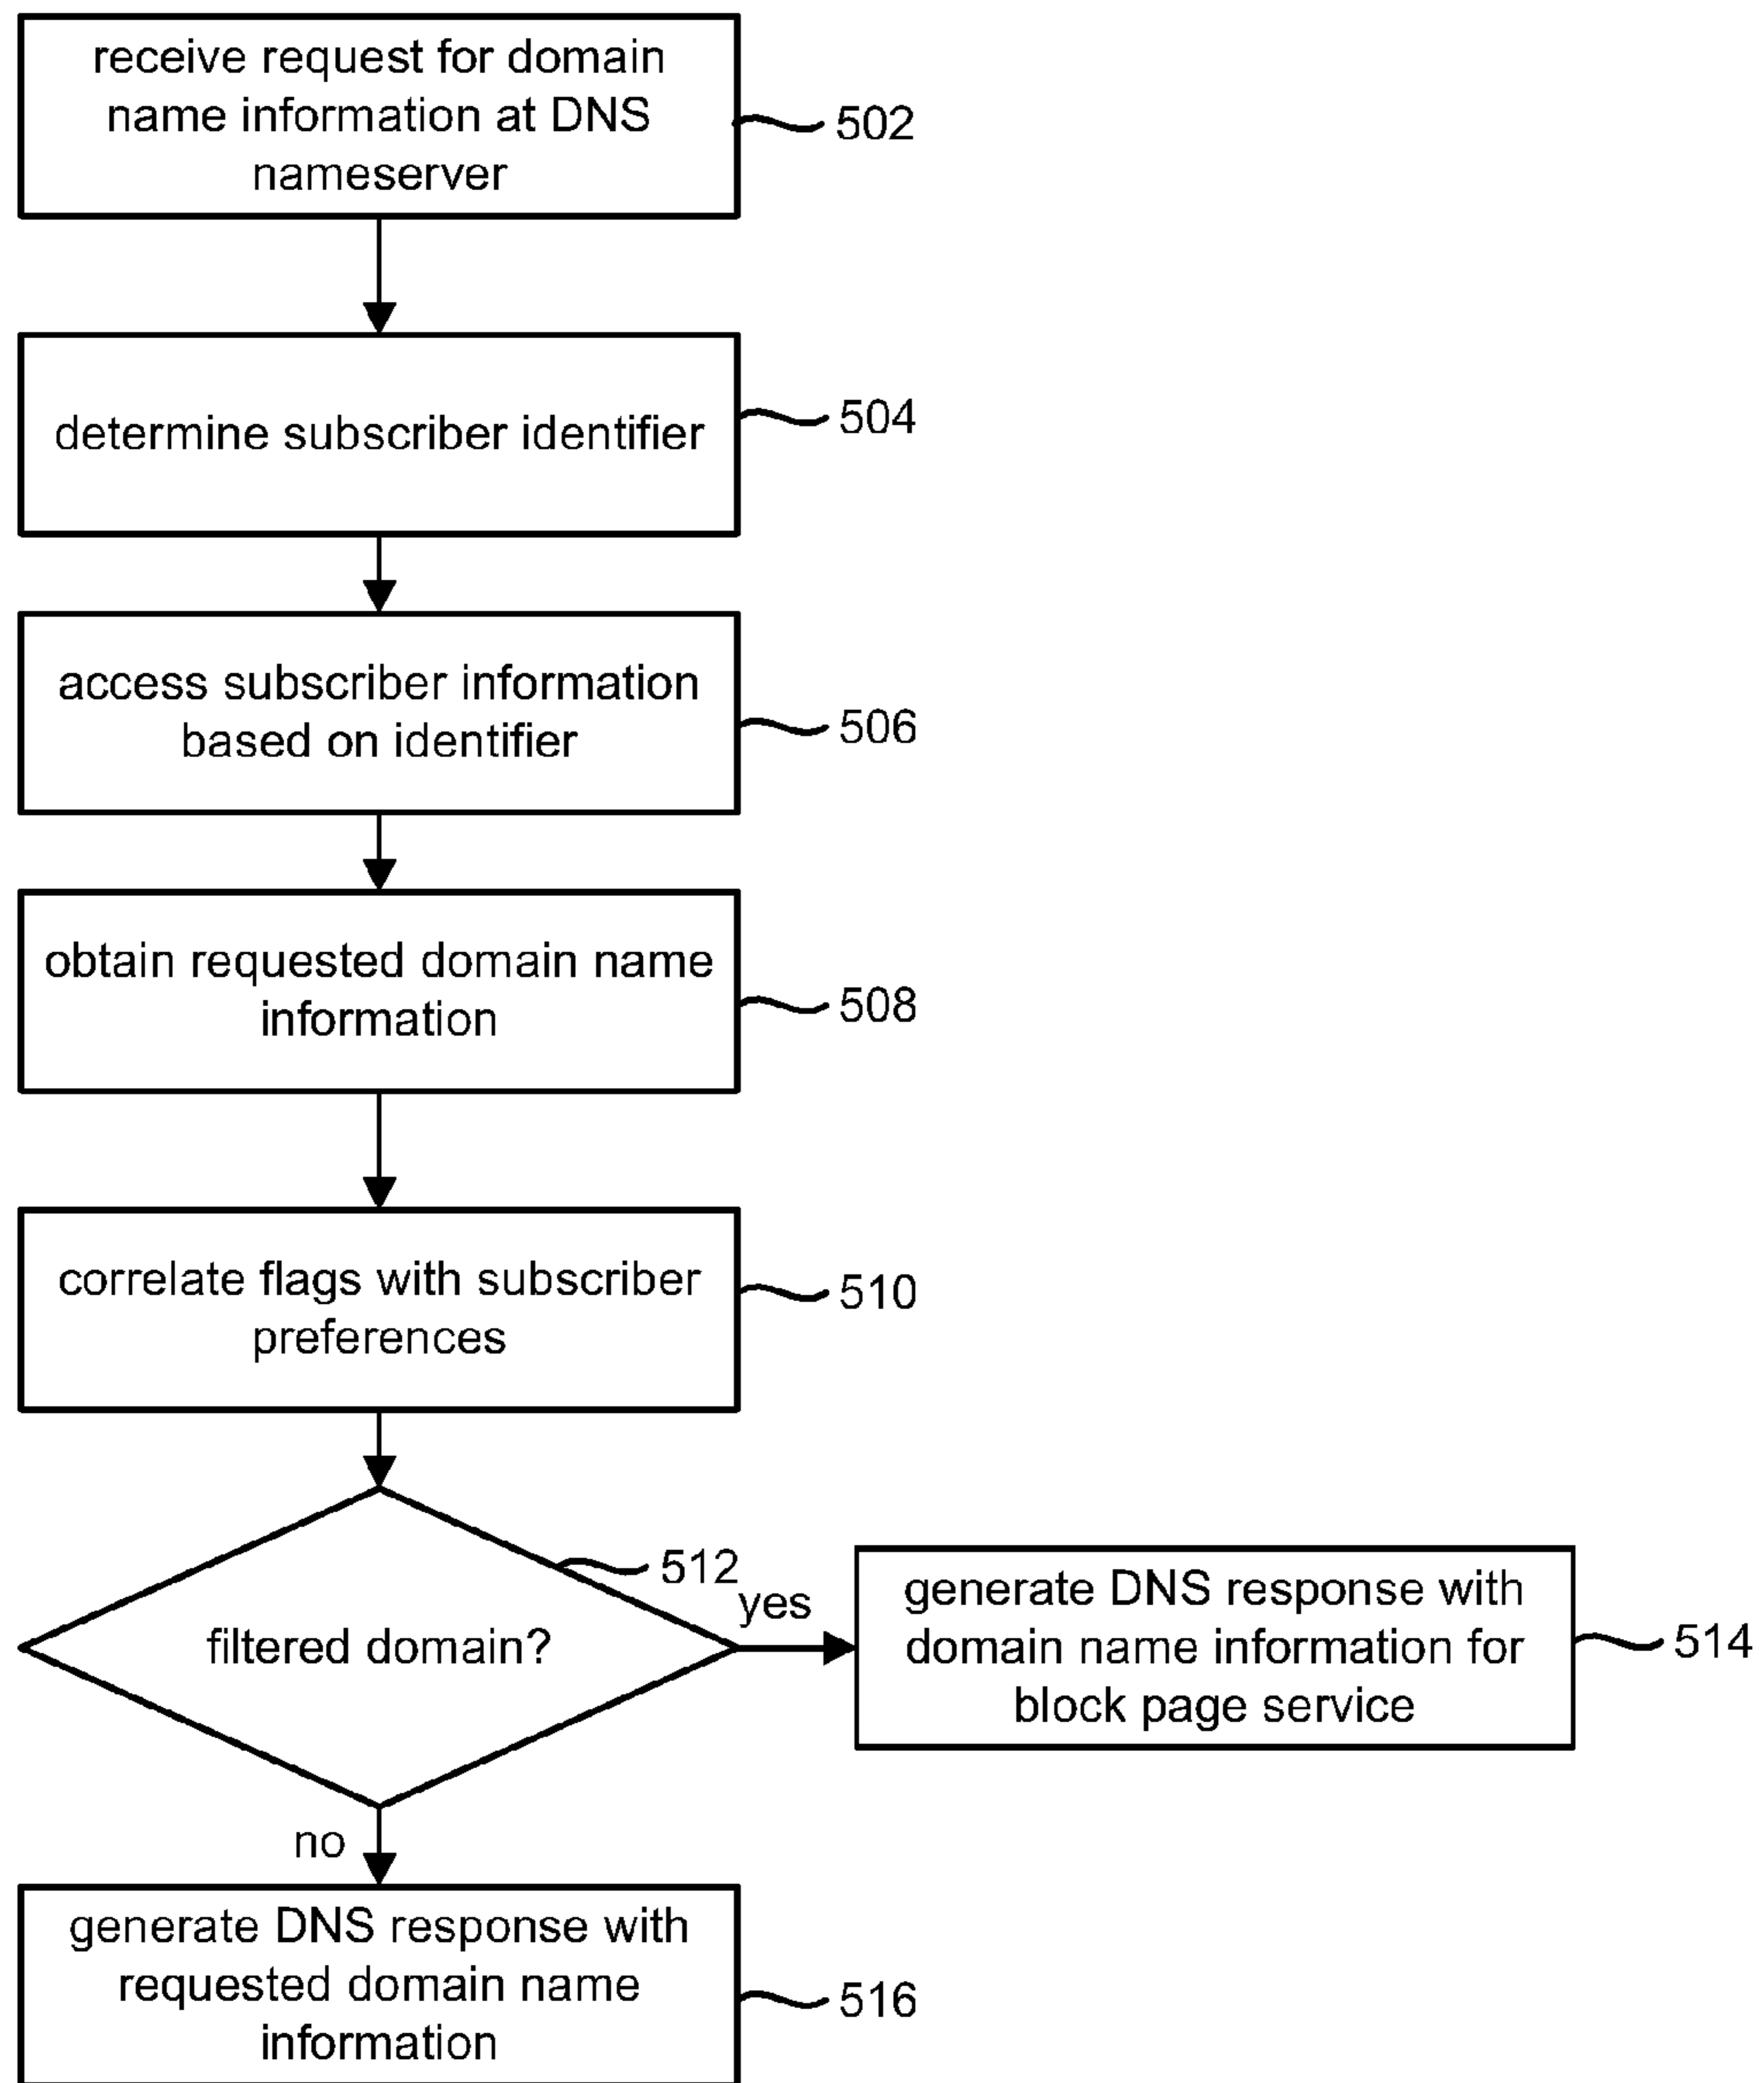 receive request for domain
name information at DNS
nameserver
502
determine subscriber identifier
504
access subscriber information
based on identifier
506
obtain requested domain name
information
508
correlate flags with subscriber
preferences
510
filtered domain?
512
yes
generate DNS response with
domain name information for
block page service
514
no
generate DNS response with
requested domain name
information
516